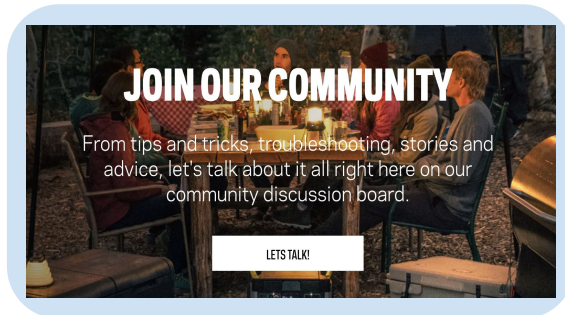 JOIN OUR COMMUNITY
From tips and tricks, troubleshooting, stories and
advice, let's talk about it all right here on our
community discussion board.
LETS TALK!